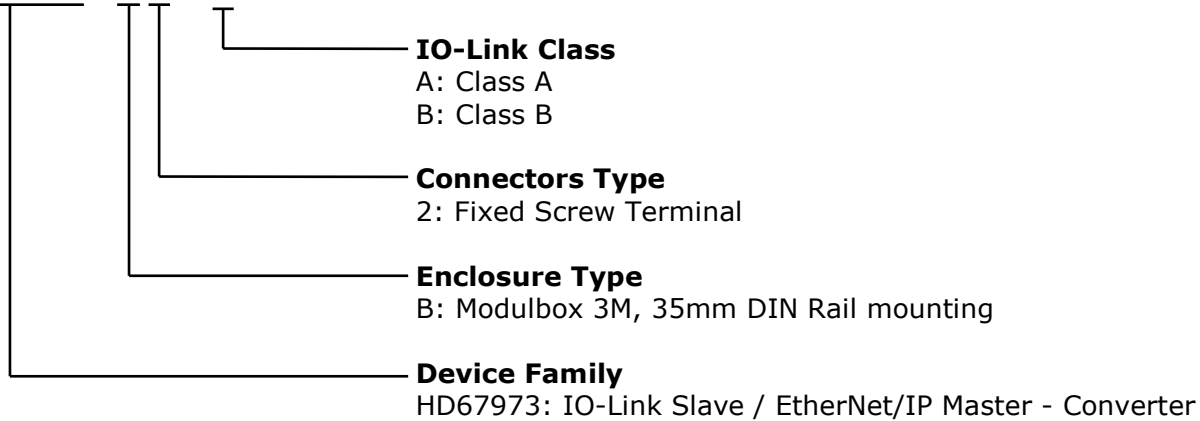 IO-Link Class
A: Class A
B: Class B
Connectors Type
2: Fixed Screw Terminal
Enclosure Type
B: Modulbox 3M, 35mm DIN Rail mounting
Device Family
HD67973: IO-Link Slave / EtherNet/IP Master - Converter